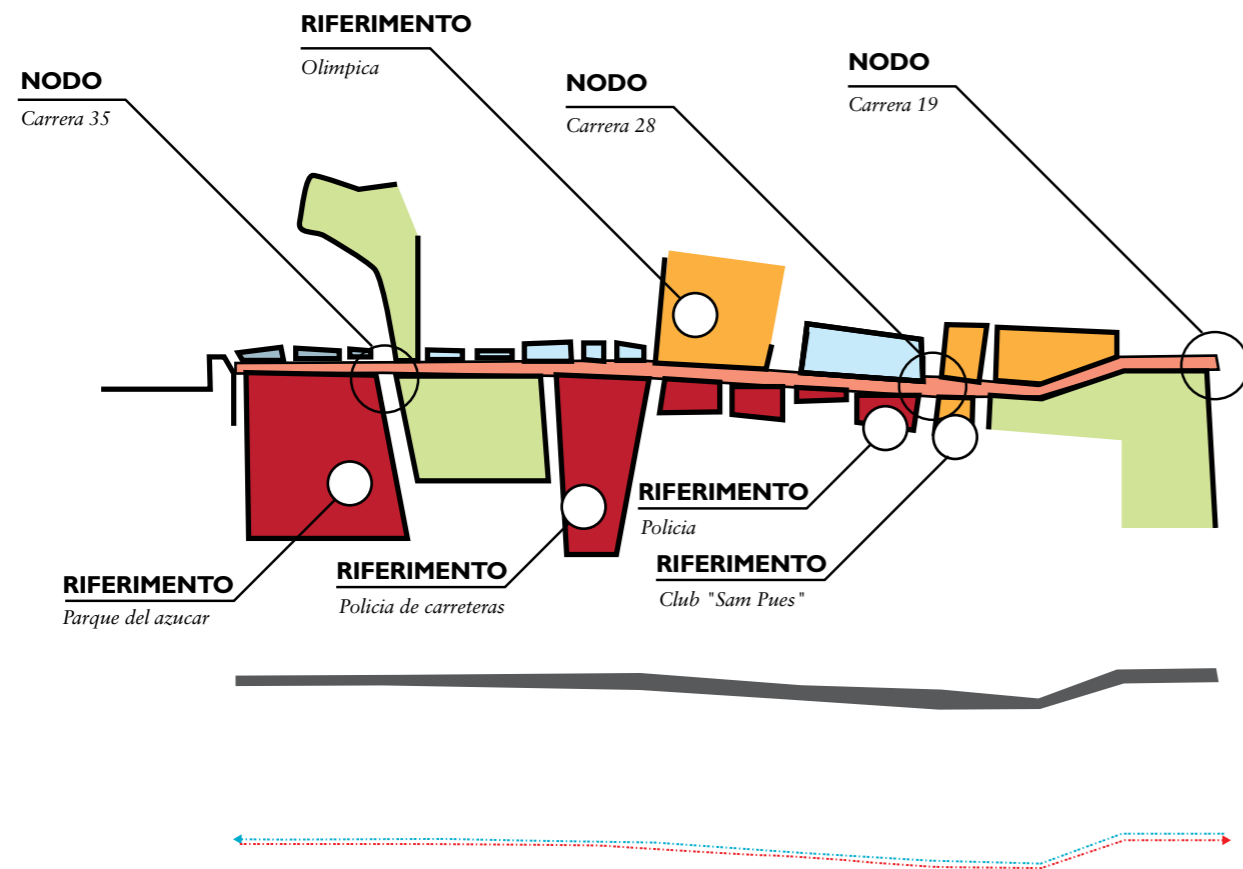 RIFERIMENTO
Olimpica
NODO
Carrera 35
NODO
Carrera 28
NODO
Carrera 19
RIFERIMENTO
Policia
RIFERIMENTO
Parque del azucar
RIFERIMENTO
Policia de carreteras
RIFERIMENTO
Club "Sam Pues"